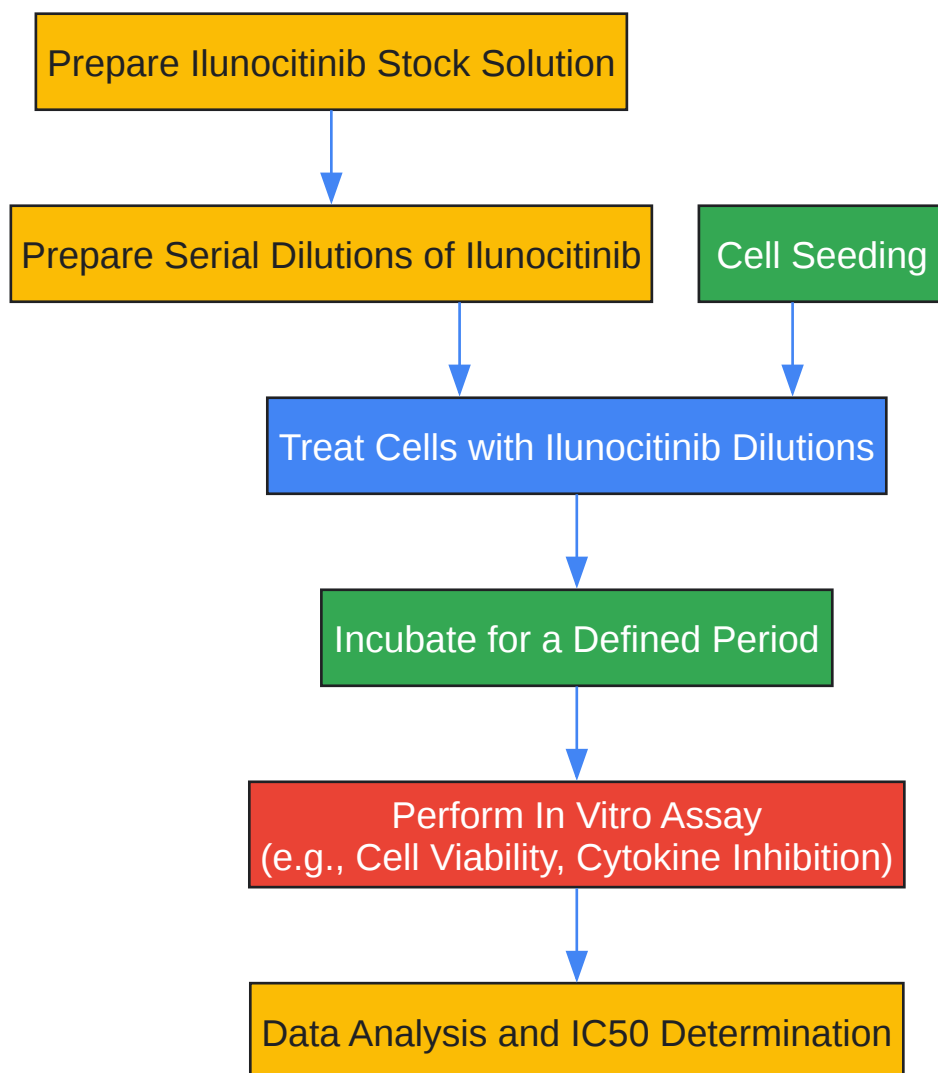 Prepare Ilunocitinib Stock Solution
Prepare Serial Dilutions of Ilunocitinib
Cell Seeding
Treat Cells with Ilunocitinib Dilutions
Incubate for a Defined Period
Perform In Vitro Assay
(e.g., Cell Viability, Cytokine Inhibition)
Data Analysis and IC50 Determination